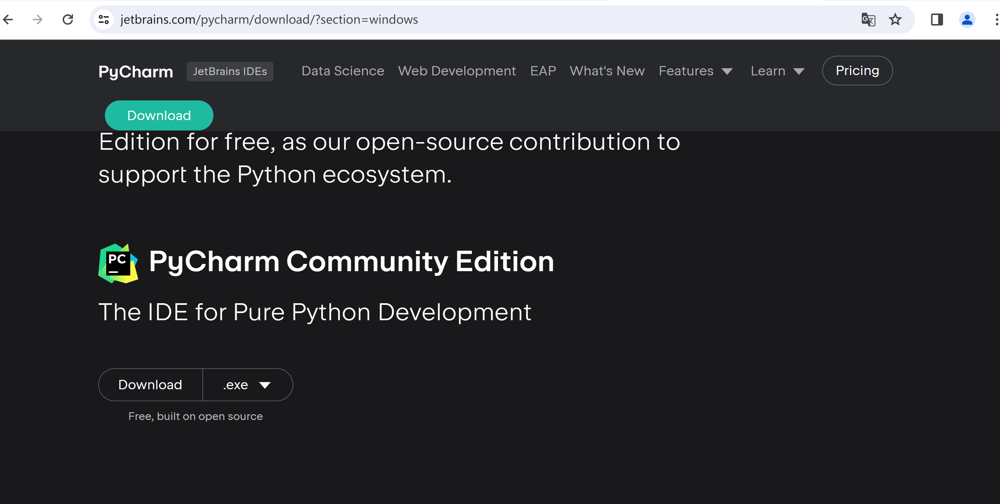 jetbrains.com/pycharm/download/?section=windows
PyCharm JetBrains IDEs Data Science Web Development EAP What's New Features Learn Pricing
Download
Edition for free, as our open-source contribution to
support the Python ecosystem.
PC
PyCharm Community Edition
The IDE for Pure Python Development
Download .exe
Free, built on open source